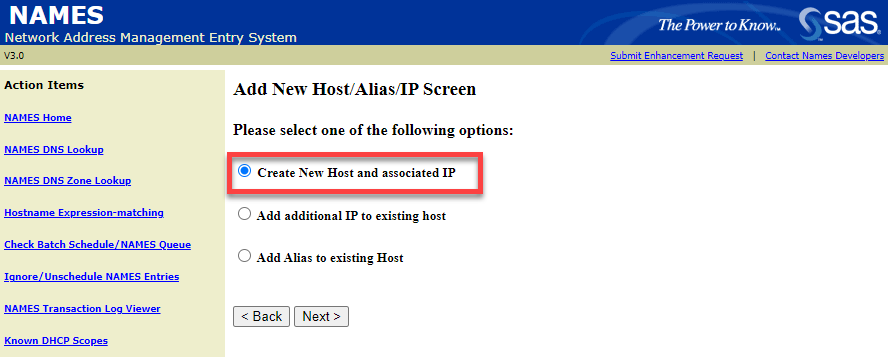 NAMES
Network Address Management Entry System
The Power to Know.
sas
V3.0
Submit Enhancement Request | Contact Names Developers
Action Items
NAMES Home
NAMES DNS Lookup
NAMES DNS Zone Lookup
Hostname Expression-matching
Check Batch Schedule/NAMES Queue
Ignore/Unschedule NAMES Entries
NAMES Transaction Log Viewer
Known DHCP Scopes
Add New Host/Alias/IP Screen
Please select one of the following options:
Create New Host and associated IP
Add additional IP to existing host
Add Alias to existing Host
< Back Next >